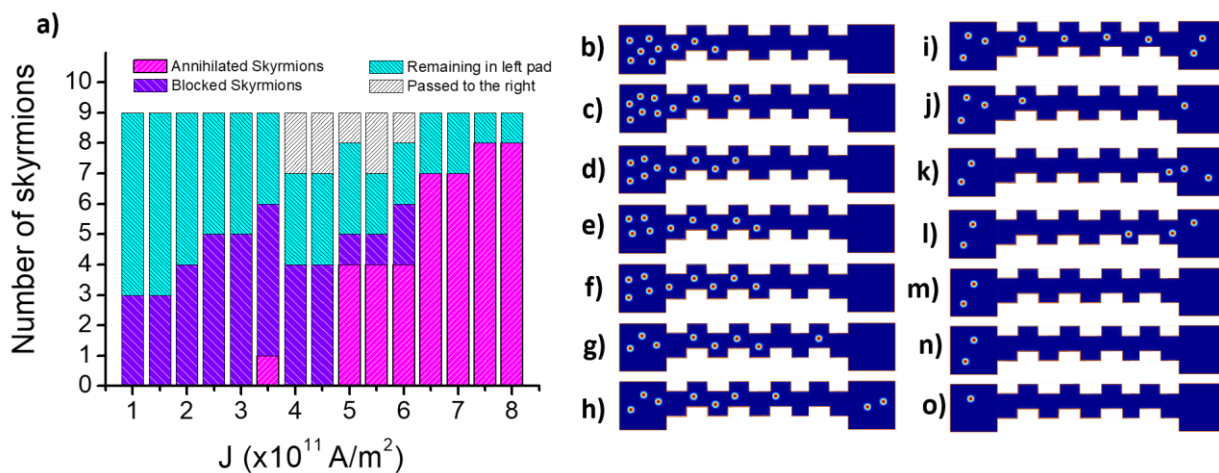 a)
Annihilated Skyrmions
Remaining in left pad
Blocked Skyrmions
Passed to the right
Number of skyrmions
10
9
8
7
6
5
4
3
2
1
0
1 2 3 4 5 6 7 8
J (x10¹¹ A/m²)
b)
c)
d)
e)
f)
g)
h)
i)
j)
k)
l)
m)
n)
o)